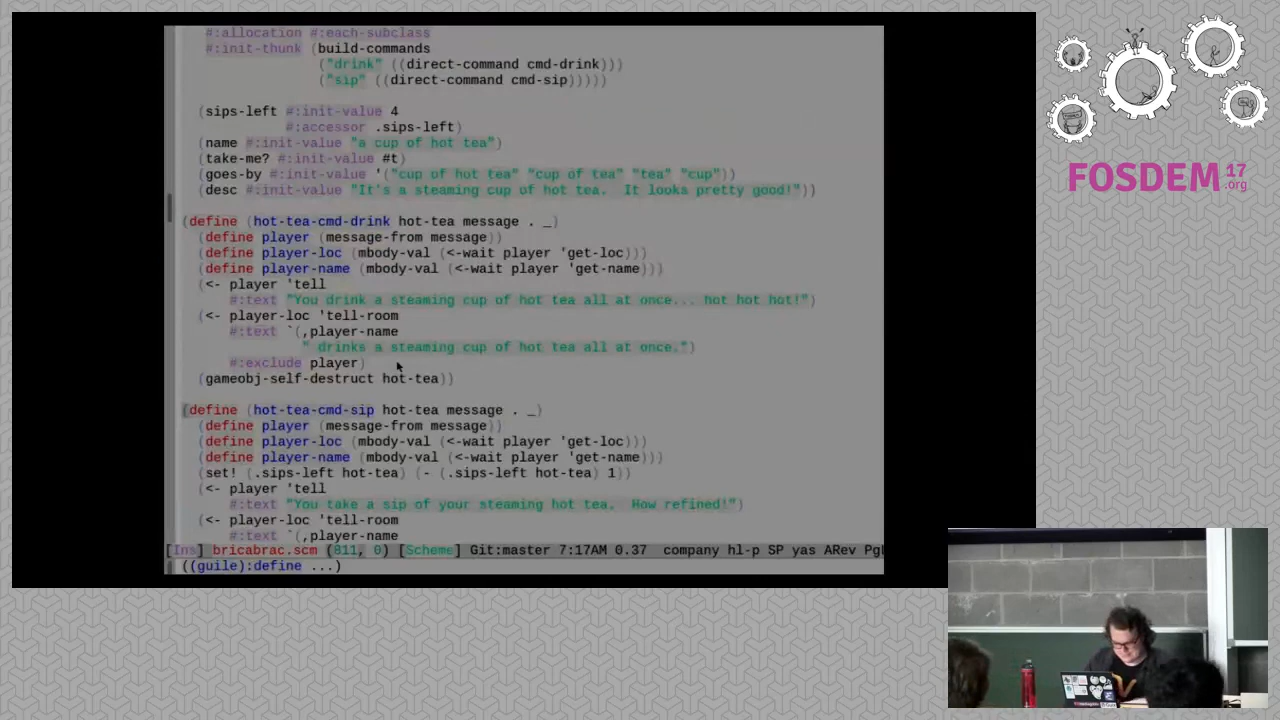 #:allocation #:each-subclass
#:init-thunk (build-commands
("drink" ((direct-command cmd-drink)))
("sip" ((direct-command cmd-sip)))))
(sips-left #:init-value 4
#:accessor .sips-left)
(name #:init-value "a cup of hot tea")
(take-me? #:init-value #t)
(goes-by #:init-value '("cup of hot tea" "cup of tea" "tea" "cup"))
(desc #:init-value "It's a steaming cup of hot tea.  It looks pretty good!"))
(define (hot-tea-cmd-drink hot-tea message . _)
(define player (message-from message))
(define player-loc (mbody-val (<-wait player 'get-loc)))
(define player-name (mbody-val (<-wait player 'get-name)))
(<- player 'tell
#:text "You drink a steaming cup of hot tea all at once... hot hot hot!")
(<- player-loc 'tell-room
#:text `(,player-name
" drinks a steaming cup of hot tea all at once.")
#:exclude player)
(gameobj-self-destruct hot-tea))
(define (hot-tea-cmd-sip hot-tea message . _)
(define player (message-from message))
(define player-loc (mbody-val (<-wait player 'get-loc)))
(define player-name (mbody-val (<-wait player 'get-name)))
(set! (.sips-left hot-tea) (- (.sips-left hot-tea) 1))
(<- player 'tell
#:text "You take a sip of your steaming hot tea.  How refined!")
(<- player-loc 'tell-room
#:text `(,player-name
[Ins] bricabrac.scm (811, 0) [Scheme] Git:master 7:17AM 0.37  company hl-p SP yas ARev PgL
((guile):define ...)
FOSDEM 17
.org